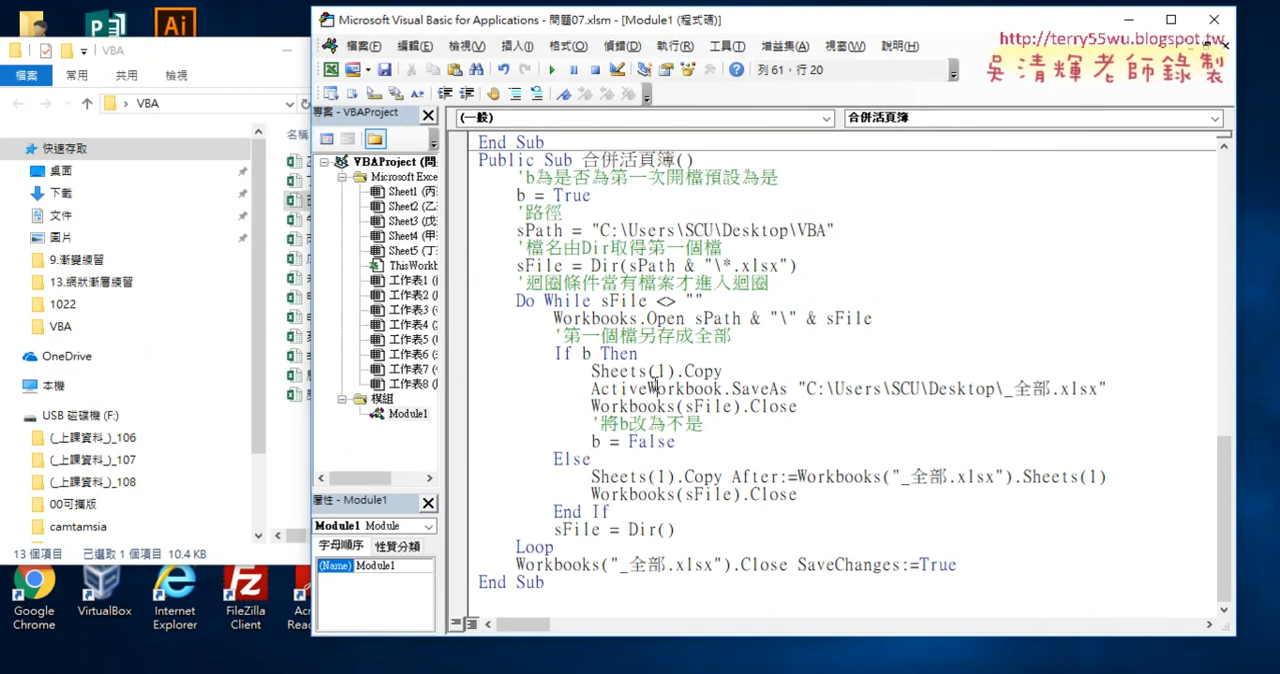 Microsoft Visual Basic for Applications - 問題07.xlsm - [Module1 (程式碼)]
VBA
http://terry55wu.blogspot.tw
吳清輝老師錄製
檔案(F) 編輯(E) 檢視(V) 插入(I) 格式(O) 偵錯(D) 執行(R) 工具(T) 增益集(A) 視窗(W) 說明(H)
檔案 常用 共用 檢視
列 61，行 20
VBA
專案 - VBAProject
(一般)
合併活頁簿
名稱
快速存取
桌面
下載
文件
圖片
9.漸變練習
13.網狀漸層練習
1022
VBA
OneDrive
本機
USB 磁碟機 (F:)
(_上課資料_)_106
(_上課資料_)_107
(_上課資料_)_108
00可攜版
camtamsia
13 個項目 已選取 1 個項目 10.4 KB
VBAProject (問
Microsoft Exce
Sheet1 (丙
Sheet2 (乙
Sheet3 (戊
Sheet4 (甲
Sheet5 (丁
ThisWorkb
工作表1 (
工作表2 (
工作表3 (
工作表4 (
工作表5 (
工作表6 (
工作表7 (
工作表8 (
模組
Module1
屬性 - Module1
Module1 Module
字母順序 性質分類
(Name) Module1
End Sub
Public Sub 合併活頁簿()
'b為是否為第一次開檔預設為是
b = True
'路徑
sPath = "C:\Users\SCU\Desktop\VBA"
'檔名由Dir取得第一個檔
sFile = Dir(sPath & "\*.xlsx")
'迴圈條件當有檔案才進入迴圈
Do While sFile <> ""
Workbooks.Open sPath & "\" & sFile
'第一個檔另存成全部
If b Then
Sheets(1).Copy
ActiveWorkbook.SaveAs "C:\Users\SCU\Desktop\_全部.xlsx"
Workbooks(sFile).Close
'將b改為不是
b = False
Else
Sheets(1).Copy After:=Workbooks("_全部.xlsx").Sheets(1)
Workbooks(sFile).Close
End If
sFile = Dir()
Loop
Workbooks("_全部.xlsx").Close SaveChanges:=True
End Sub
Google Chrome
VirtualBox
Internet Explorer
FileZilla Client